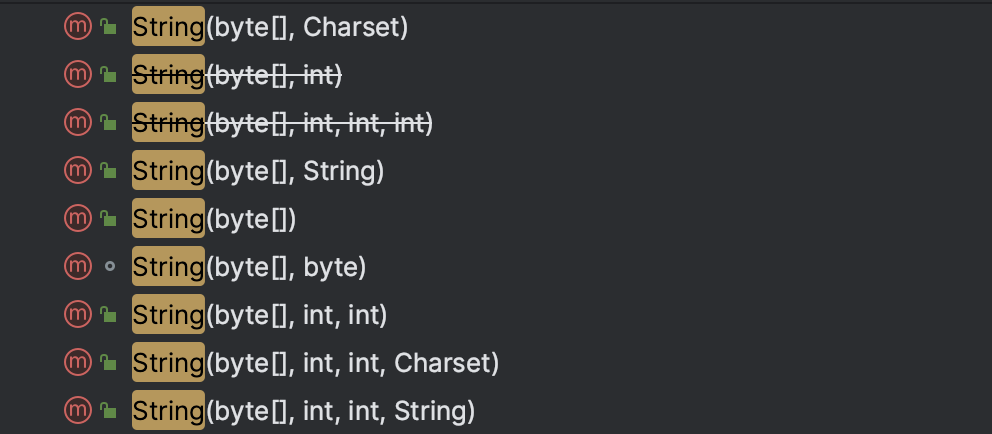 m String(byte[], Charset)
m String(byte[], int)
m String(byte[], int, int, int)
m String(byte[], String)
m String(byte[])
m String(byte[], byte)
m String(byte[], int, int)
m String(byte[], int, int, Charset)
m String(byte[], int, int, String)